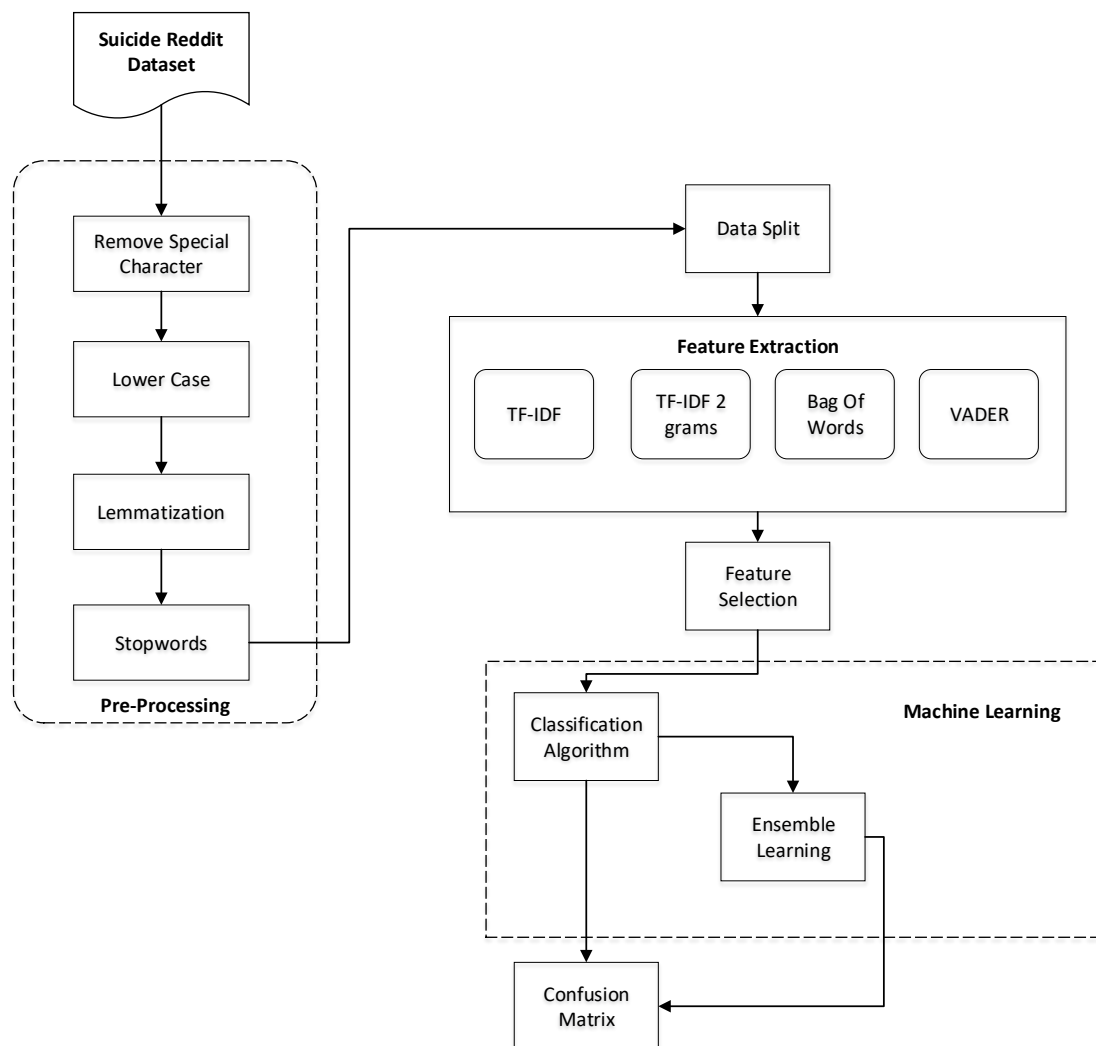 Suicide Reddit
Dataset
Remove Special
Character
Lower Case
Lemmatization
Stopwords
Pre-Processing
Data Split
Feature Extraction
TF-IDF
TF-IDF 2
grams
Bag Of
Words
VADER
Feature
Selection
Machine Learning
Classification
Algorithm
Ensemble
Learning
Confusion
Matrix